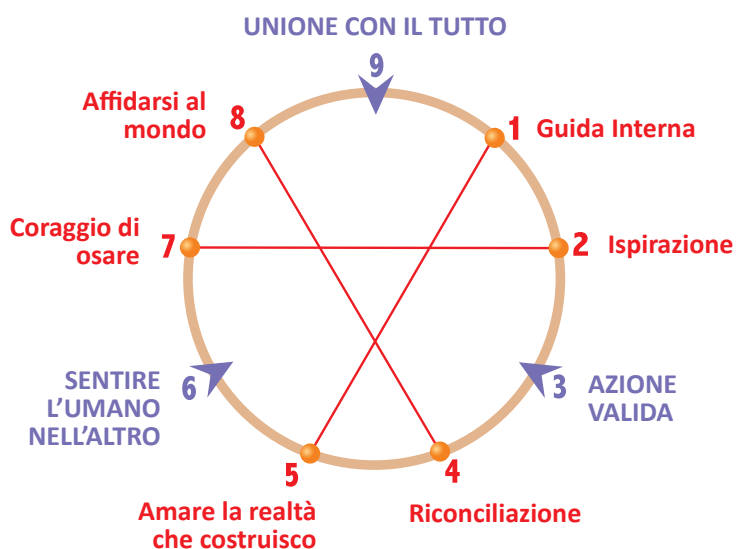 UNIONE CON IL TUTTO
9
Affidarsi al
mondo
8
1
Guida Interna
Coraggio di
osare
7
2
Ispirazione
SENTIRE
L'UMANO
NELL'ALTRO
6
3
AZIONE
VALIDA
5
4
Amare la realtà
che costruisco
Riconciliazione